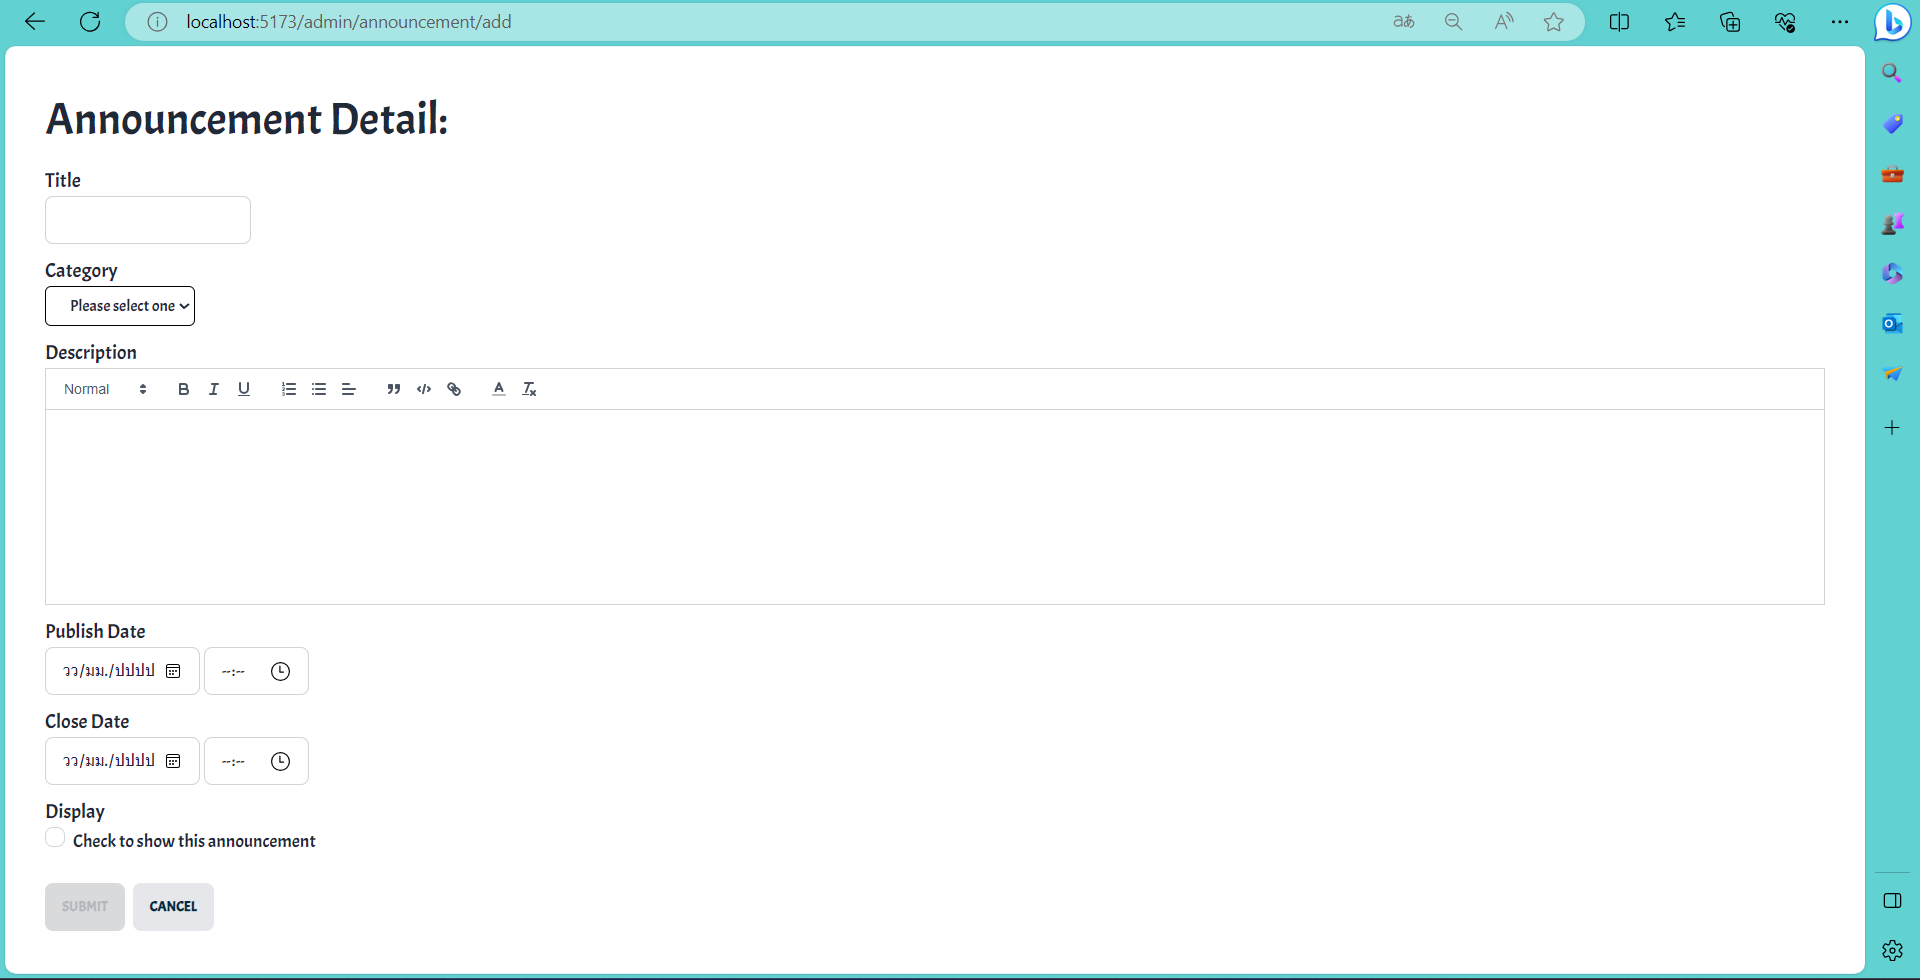 localhost:5173/admin/announcement/add
Announcement Detail:
Title
Category
Please select one
Description
Normal
Publish Date
วว/มม./ปปปป --:--
Close Date
วว/มม./ปปปป --:--
Display
Check to show this announcement
SUBMIT CANCEL